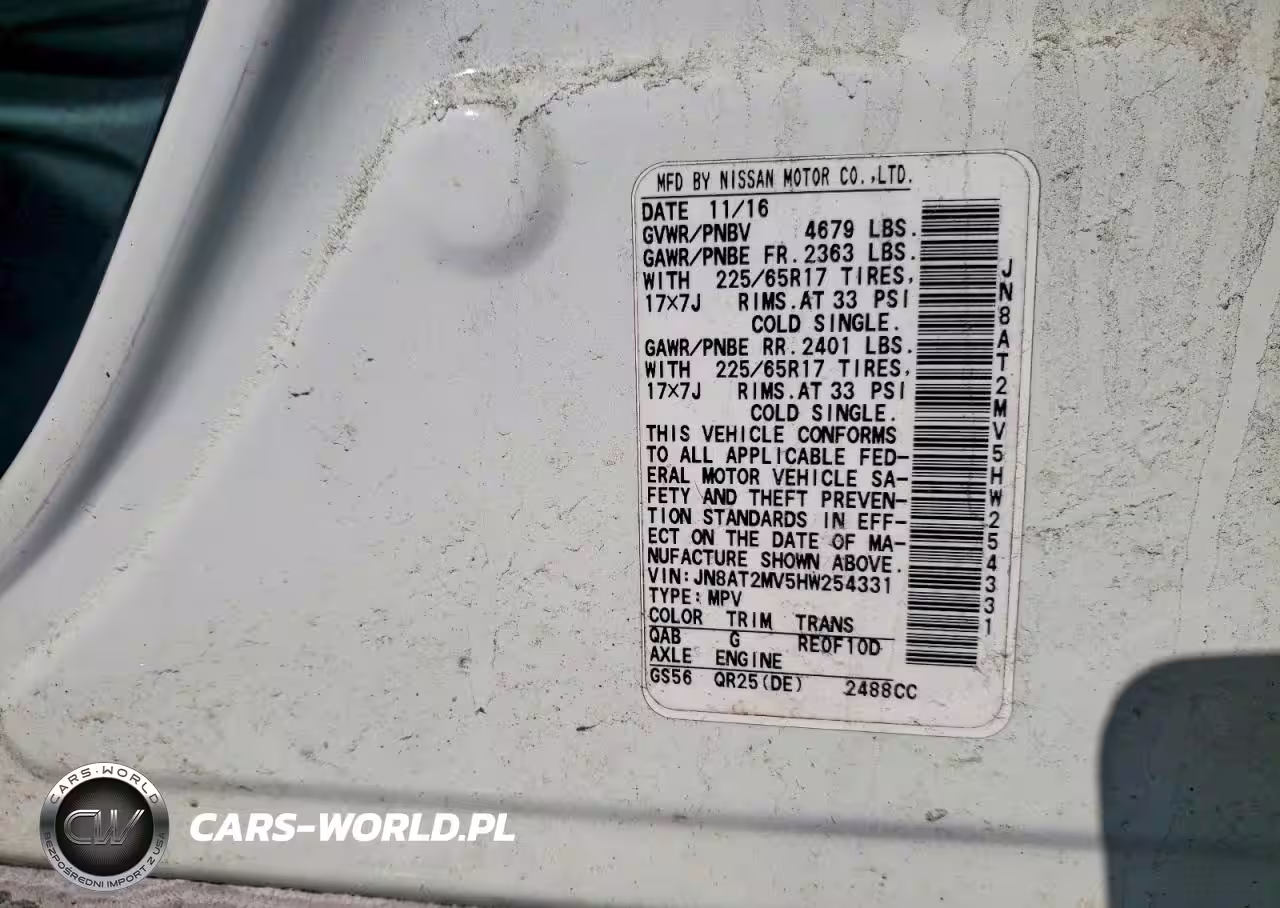 MFD BY NISSAN MOTOR CO.,LTD.
DATE 11/16
GVWR/PNBV 4679 LBS.
GAWR/PNBE FR. 2363 LBS.
WITH 225/65R17 TIRES,
17×7J RIMS.AT 33 PSI
COLD SINGLE.
GAWR/PNBE RR. 2401 LBS.
WITH 225/65R17 TIRES,
17×7J RIMS.AT 33 PSI
COLD SINGLE.
THIS VEHICLE CONFORMS
TO ALL APPLICABLE FED-
ERAL MOTOR VEHICLE SA-
FETY AND THEFT PREVEN-
TION STANDARDS IN EFF-
ECT ON THE DATE OF MA-
NUFACTURE SHOWN ABOVE.
VIN:JN8AT2MV5HW254331
TYPE:MPV
COLOR TRIM TRANS
QAB G RE0F10D
AXLE ENGINE
GS56 QR25(DE) 2488CC
JN8AT2MV5HW254331
CARS-WORLD
CW
BEZPOŚREDNI IMPORT Z USA
CARS-WORLD.PL